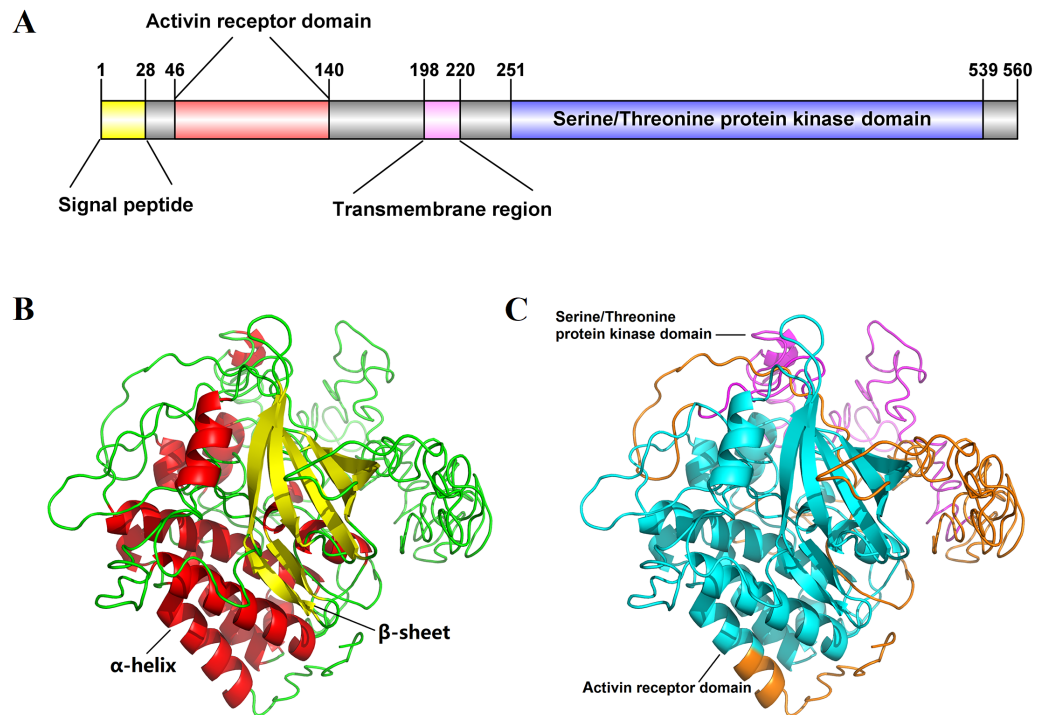 A
Activin receptor domain
1 28 46 140 198 220 251 539 560
Serine/Threonine protein kinase domain
Signal peptide
Transmembrane region
B
α-helix
β-sheet
C
Serine/Threonine
protein kinase domain
Activin receptor domain